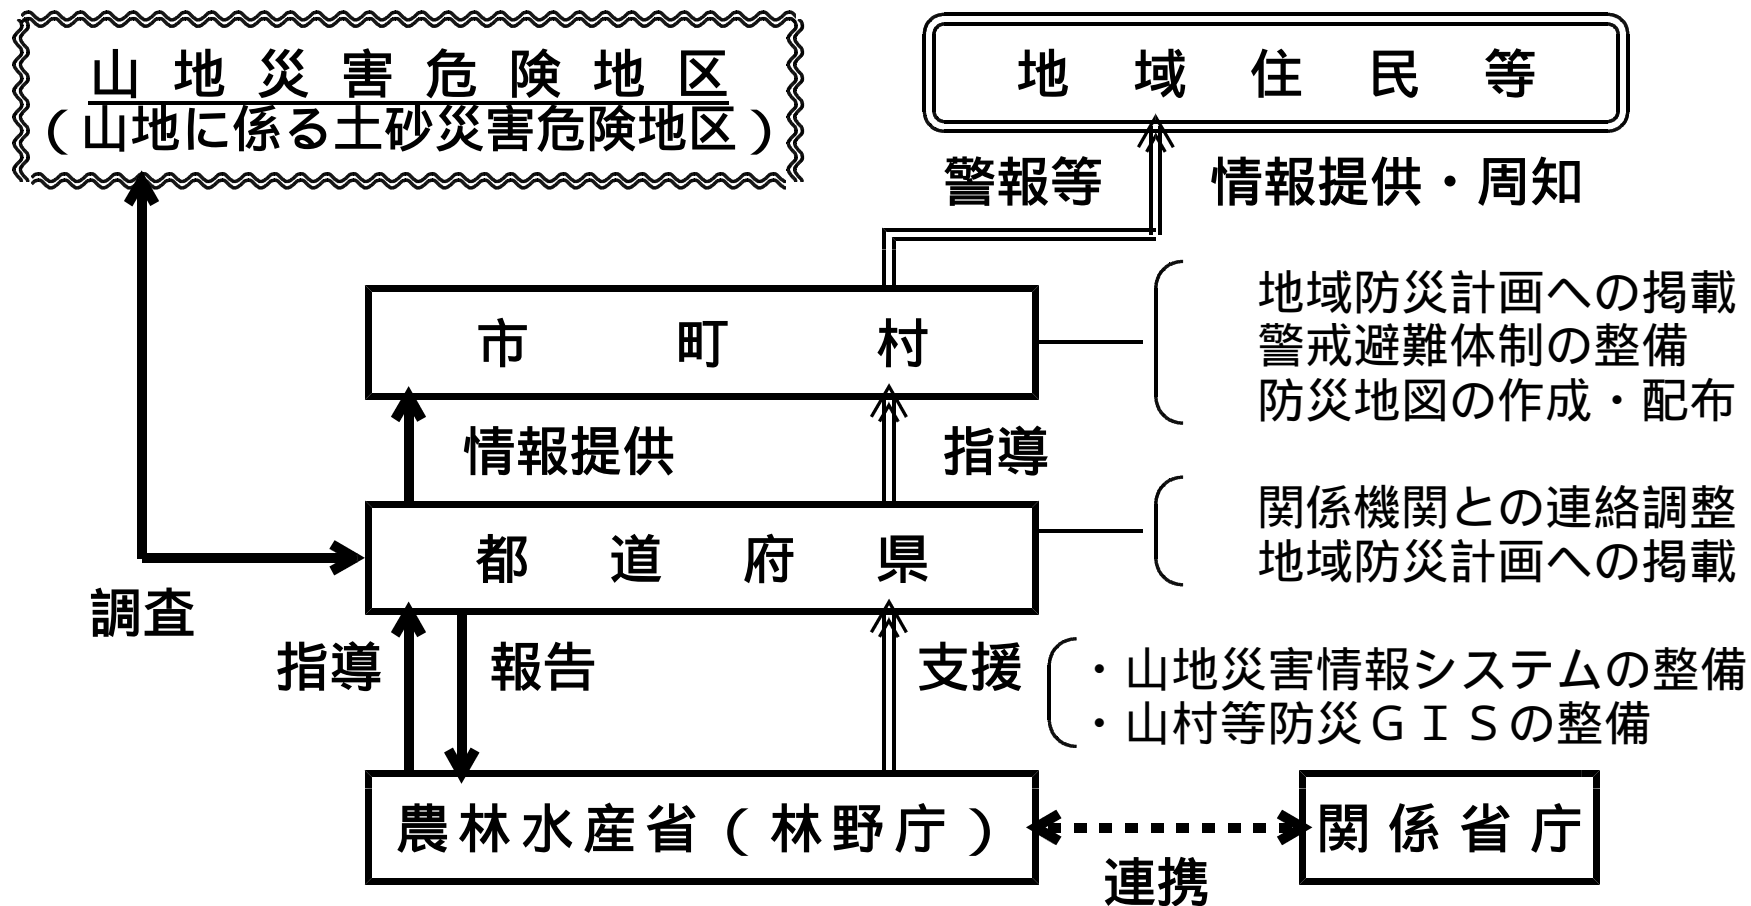 山地災害危険地区
（山地に係る土砂災害危険地区）
地域住民等
警報等
情報提供・周知
市町村
地域防災計画への掲載
警戒避難体制の整備
防災地図の作成・配布
情報提供
指導
都道府県
関係機関との連絡調整
地域防災計画への掲載
調査
指導
報告
支援
・山地災害情報システムの整備
・山村等防災ＧＩＳの整備
農林水産省（林野庁）
関係省庁
連携